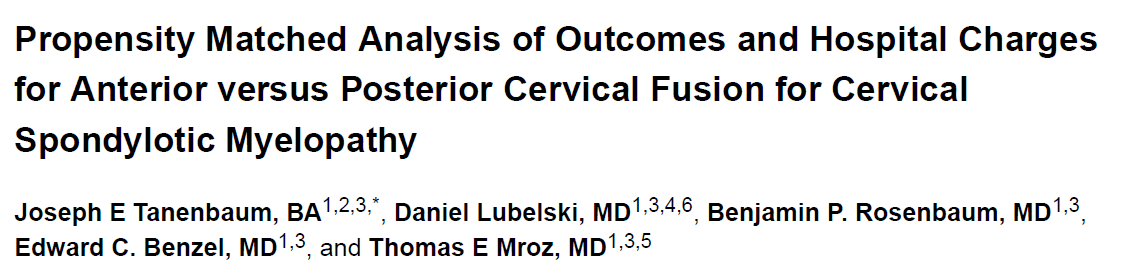 Propensity Matched Analysis of Outcomes and Hospital Charges
for Anterior versus Posterior Cervical Fusion for Cervical
Spondylotic Myelopathy
Joseph E Tanenbaum, BA1,2,3,*, Daniel Lubelski, MD1,3,4,6, Benjamin P. Rosenbaum, MD1,3,
Edward C. Benzel, MD1,3, and Thomas E Mroz, MD1,3,5